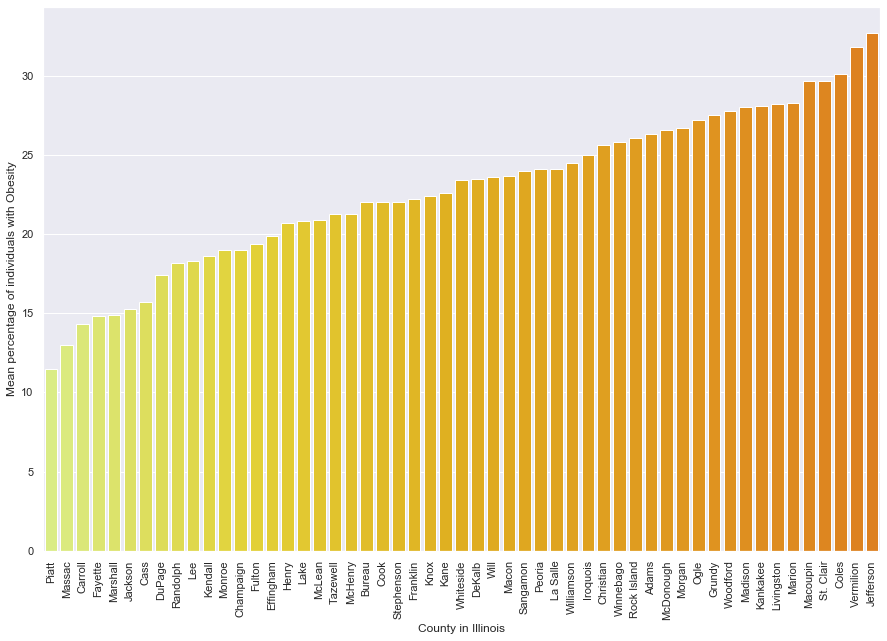 Mean percentage of individuals with Obesity
30
25
20
15
10
5
0
Piatt
Massac
Carroll
Fayette
Marshall
Jackson
Cass
DuPage
Randolph
Lee
Kendall
Monroe
Champaign
Fulton
Effingham
Henry
Lake
McLean
Tazewell
McHenry
Bureau
Cook
Stephenson
Franklin
Knox
Kane
Whiteside
DeKalb
Will
Macon
Sangamon
Peoria
La Salle
Williamson
Iroquois
Christian
Winnebago
Rock Island
Adams
McDonough
Morgan
Ogle
Grundy
Woodford
Madison
Kankakee
Livingston
Marion
Macoupin
St. Clair
Coles
Vermilion
Jefferson
County in Illinois